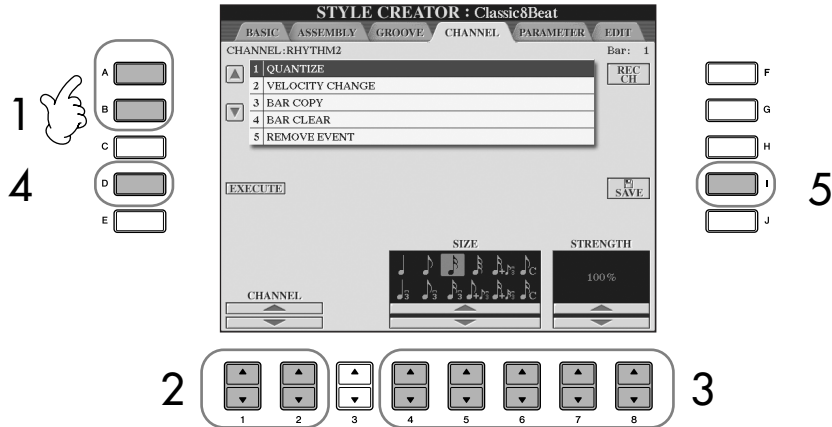 STYLE CREATOR : Classic8Beat
BASIC ASSEMBLY GROOVE CHANNEL PARAMETER EDIT
CHANNEL:RHYTHM2 Bar: 1
1 QUANTIZE
2 VELOCITY CHANGE
3 BAR COPY
4 BAR CLEAR
5 REMOVE EVENT
REC
CH
EXECUTE
SAVE
SIZE
STRENGTH
100%
CHANNEL
A
B
C
D
E
F
G
H
I
J
1
4
5
2
3
1 2 3 4 5 6 7 8